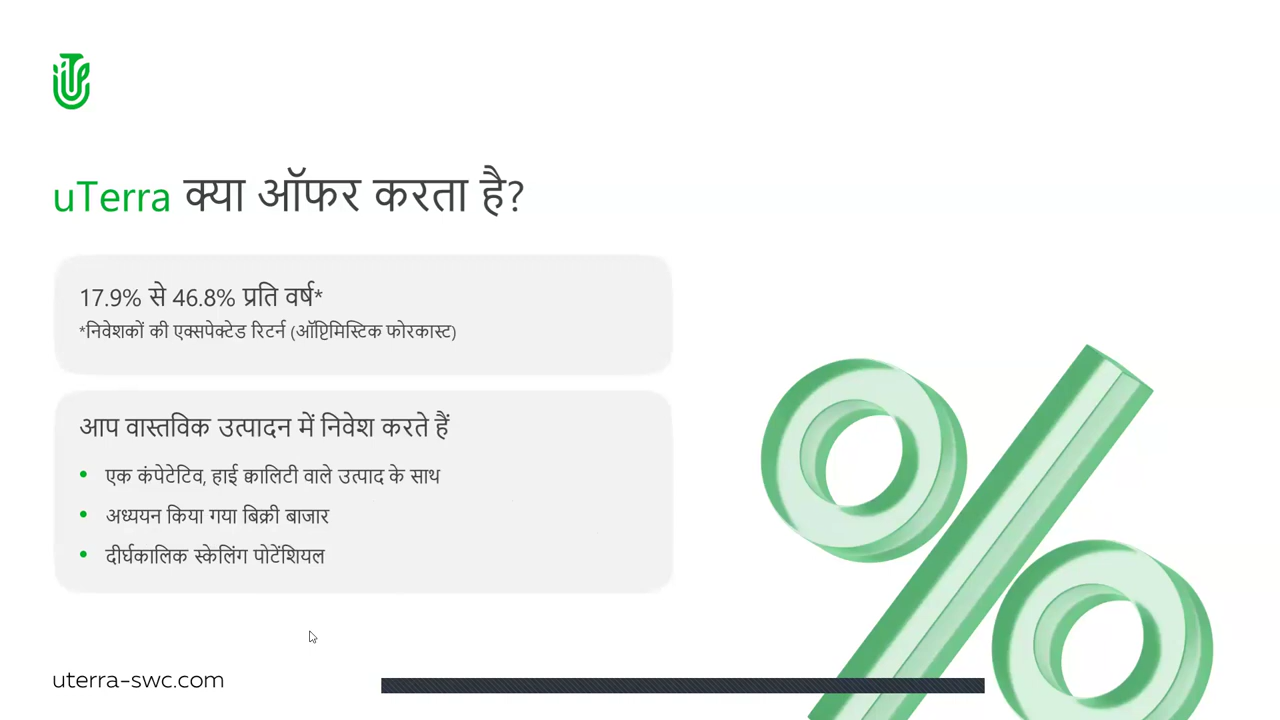 uTerra क्या ऑफर करता है?
17.9% से 46.8% प्रति वर्ष*
*निवेशकों की एक्सपेक्टेड रिटर्न (ऑप्टिमिस्टिक फोरकास्ट)
आप वास्तविक उत्पादन में निवेश करते हैं
• एक कंपेटेटिव, हाई क्वालिटी वाले उत्पाद के साथ
• अध्ययन किया गया बिक्री बाजार
• दीर्घकालिक स्केलिंग पोटेंशियल
uterra-swc.com